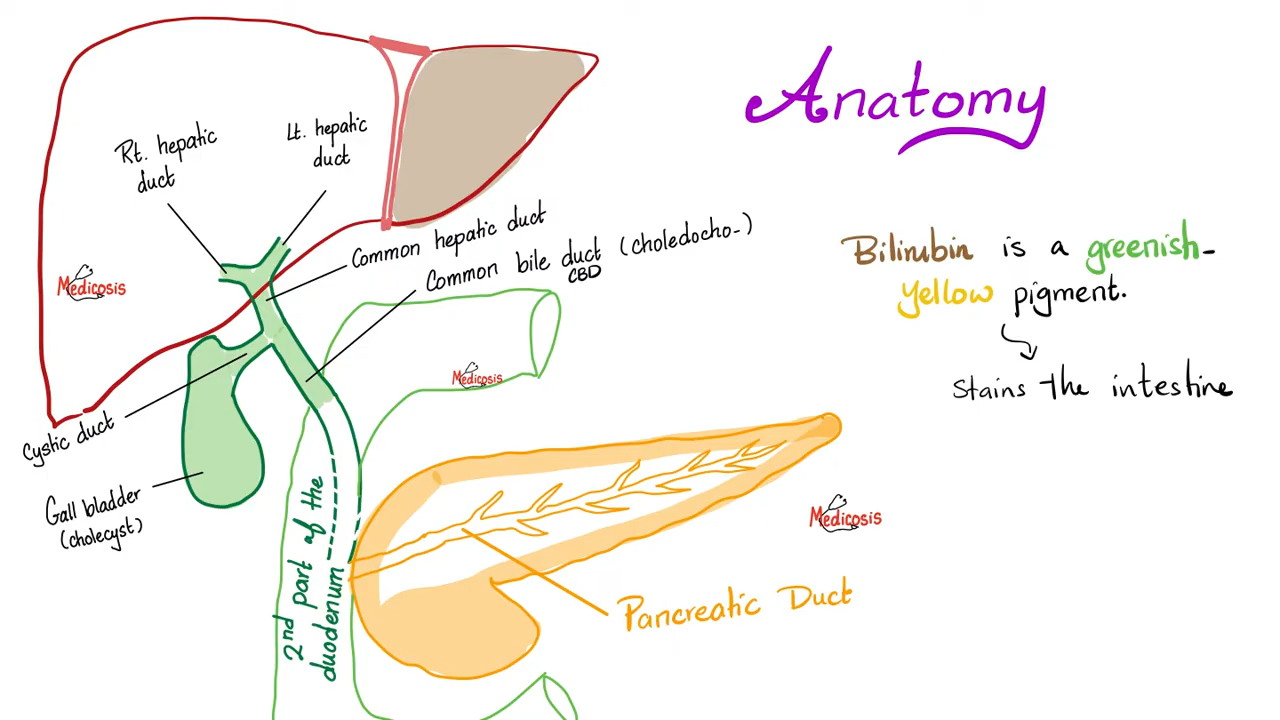 Anatomy
Rt. hepatic
duct
Lt. hepatic
duct
Common hepatic duct
Common bile duct (choledocho-)
CBD
Bilirubin is a greenish-
yellow pigment.
Stains the intestine
Medicosis
Medicosis
Cystic duct
Gall bladder
(cholecyst)
2nd part of the
duodenum
Medicosis
Pancreatic Duct